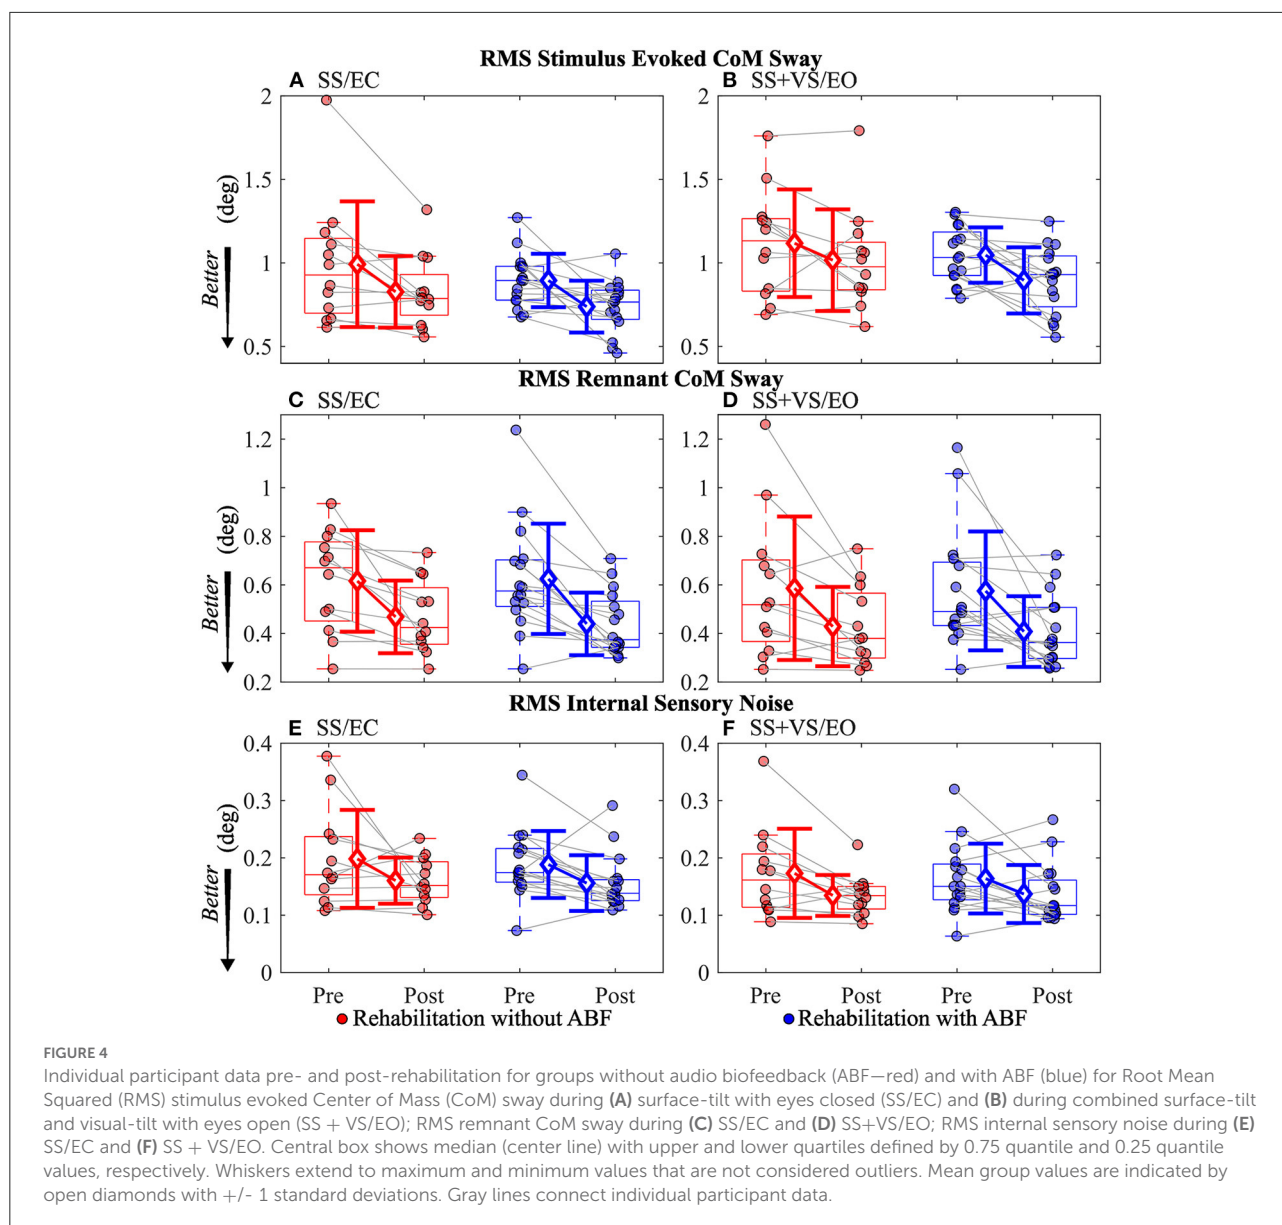 RMS Stimulus Evoked CoM Sway
A SS/EC
B SS+VS/EO
2
1.5
1
0.5
(deg)
Better
2
1.5
1
0.5
RMS Remnant CoM Sway
C SS/EC
D SS+VS/EO
1.2
1
0.8
0.6
0.4
0.2
(deg)
Better
1.2
1
0.8
0.6
0.4
0.2
RMS Internal Sensory Noise
E SS/EC
F SS+VS/EO
0.4
0.3
0.2
0.1
0
(deg)
Better
0.4
0.3
0.2
0.1
0
Pre Post Pre Post Pre Post Pre Post
Rehabilitation without ABF Rehabilitation with ABF
FIGURE 4
Individual participant data pre- and post-rehabilitation for groups without audio biofeedback (ABF—red) and with ABF (blue) for Root Mean
Squared (RMS) stimulus evoked Center of Mass (CoM) sway during (A) surface-tilt with eyes closed (SS/EC) and (B) during combined surface-tilt
and visual-tilt with eyes open (SS + VS/EO); RMS remnant CoM sway during (C) SS/EC and (D) SS+VS/EO; RMS internal sensory noise during (E)
SS/EC and (F) SS + VS/EO. Central box shows median (center line) with upper and lower quartiles defined by 0.75 quantile and 0.25 quantile
values, respectively. Whiskers extend to maximum and minimum values that are not considered outliers. Mean group values are indicated by
open diamonds with +/- 1 standard deviations. Gray lines connect individual participant data.